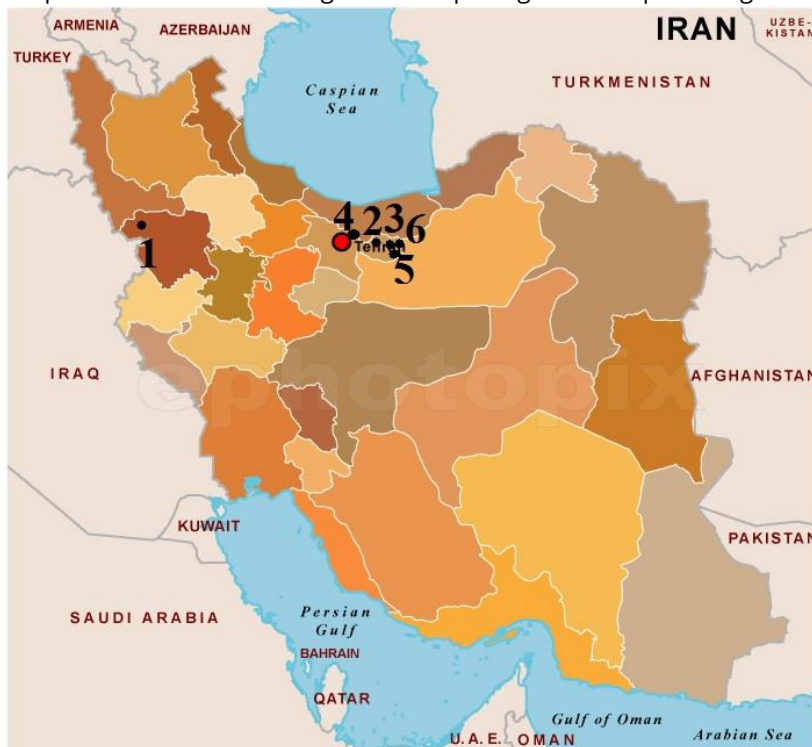 ARMENIA
AZERBAIJAN
IRAN
UZBE-
KISTAN
TURKEY
Caspian
Sea
TURKMENISTAN
4
2
3
6
Tehran
1
5
IRAQ
ephotopix
AFGHANISTAN
KUWAIT
PAKISTAN
SAUDI ARABIA
Persian
Gulf
BAHRAIN
QATAR
Gulf of Oman
U.A.E.
OMAN
Arabian Sea